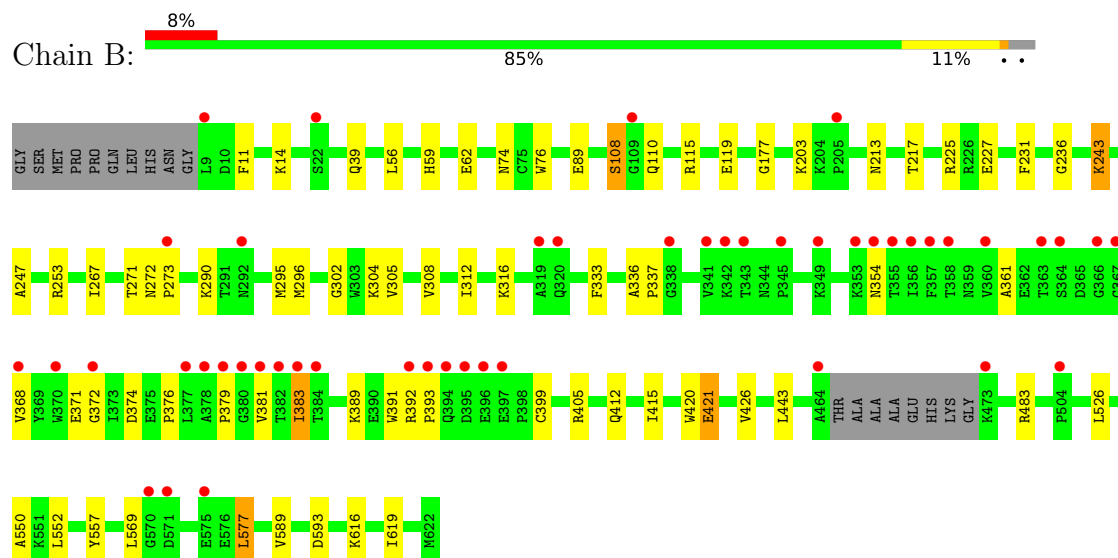 8%
Chain B:
85% 11% • •
GLY SER MET PRO PRO GLN LEU HIS ASN GLY L9 D10 F11 K14 S22 Q39 L56 H59 E62 N74 C75 W76 E89 S108 G109 Q110 R115 E119 G177 K203 K204 P205 N213 T217 R225 R226 E227 F231 G236 K243
A247 R253 I267 T271 N272 P273 K290 T291 N292 M295 M296 G302 W303 K304 V305 V308 I312 K316 A319 Q320 F333 A336 P337 G338 V341 K342 T343 N344 P345 K349 K353 N354 T355 I356 F357 T358 N359 V360 A361 E362 T363 S364 D365 G366 G367
V368 Y369 W370 E371 G372 I373 D374 E375 P376 L377 A378 P379 G380 V381 T382 I383 T384 K389 E390 W391 R392 P393 Q394 D395 E396 E397 P398 C399 R405 Q412 I415 W420 E421 V426 L443 A464 THR ALA ALA ALA GLU HIS LYS GLY K473 R483 P504 L526
A550 K551 L552 Y557 L569 G570 D571 E575 E576 L577 V589 D593 K616 I619 M622